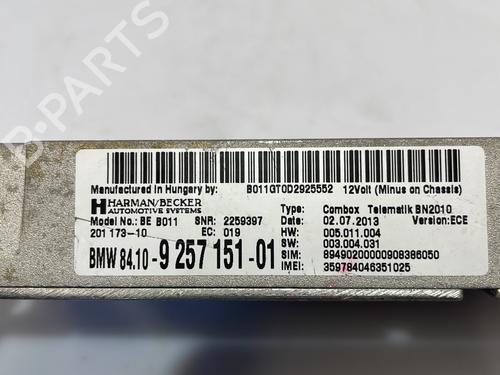 B-PARTS
Manufactured in Hungary by: B011GT0D2925552 12Volt (Minus on Chassis)
HARMAN/BECKER
AUTOMOTIVE SYSTEMS
Type: Combox Telematik BN2010
Model No.: BE B011 SNR: 2259397 Date: 02.07.2013 Version: ECE
201 173-10 EC: 019 HW: 005.011.004
SW: 003.004.031
BMW 84.10 - 9 257 151 - 01 SIM: 89490200000908386050
IMEI: 359784046351025